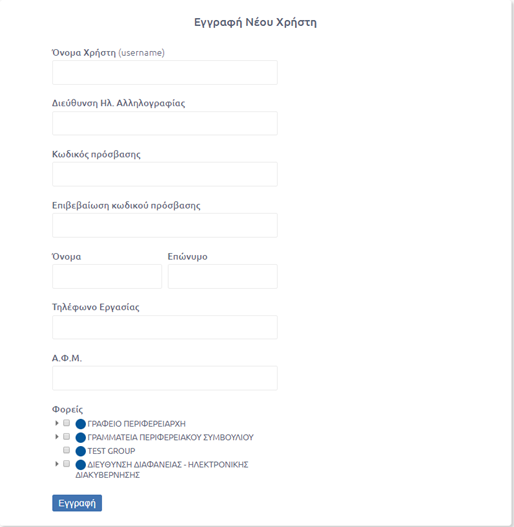 Εγγραφή Νέου Χρήστη
Όνομα Χρήστη (username)
Διεύθυνση Ηλ. Αλληλογραφίας
Κωδικός πρόσβασης
Επιβεβαίωση κωδικού πρόσβασης
Όνομα Επώνυμο
Τηλέφωνο Εργασίας
Α.Φ.Μ.
Φορείς
ΓΡΑΦΕΙΟ ΠΕΡΙΦΕΡΕΙΑΡΧΗ
ΓΡΑΜΜΑΤΕΙΑ ΠΕΡΙΦΕΡΕΙΑΚΟΥ ΣΥΜΒΟΥΛΙΟΥ
TEST GROUP
ΔΙΕΥΘΥΝΣΗ ΔΙΑΦΑΝΕΙΑΣ - ΗΛΕΚΤΡΟΝΙΚΗΣ
ΔΙΑΚΥΒΕΡΝΗΣΗΣ
Εγγραφή